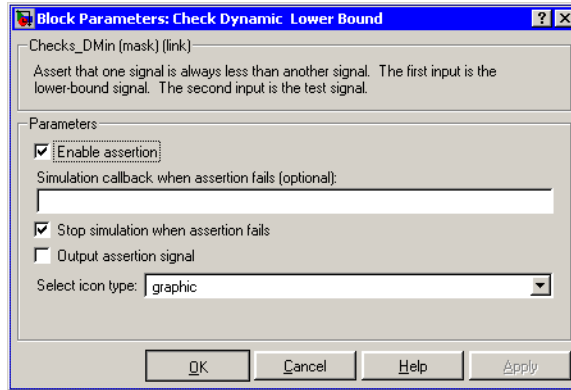 Block Parameters: Check Dynamic Lower Bound
Checks_DMin (mask) (link)
Assert that one signal is always less than another signal. The first input is the
lower-bound signal. The second input is the test signal.
Parameters
Enable assertion
Simulation callback when assertion fails (optional):
Stop simulation when assertion fails
Output assertion signal
Select icon type: graphic
OK Cancel Help Apply